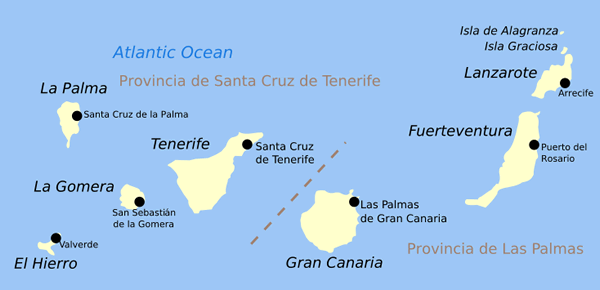 Isla de Alagranza
Isla Graciosa
Atlantic Ocean
Lanzarote
Provincia de Santa Cruz de Tenerife
La Palma
Arrecife
Santa Cruz de la Palma
Fuerteventura
Tenerife
Santa Cruz
de Tenerife
Puerto del
Rosario
La Gomera
San Sebastián
de la Gomera
Las Palmas
de Gran Canaria
Valverde
Provincia de Las Palmas
El Hierro
Gran Canaria